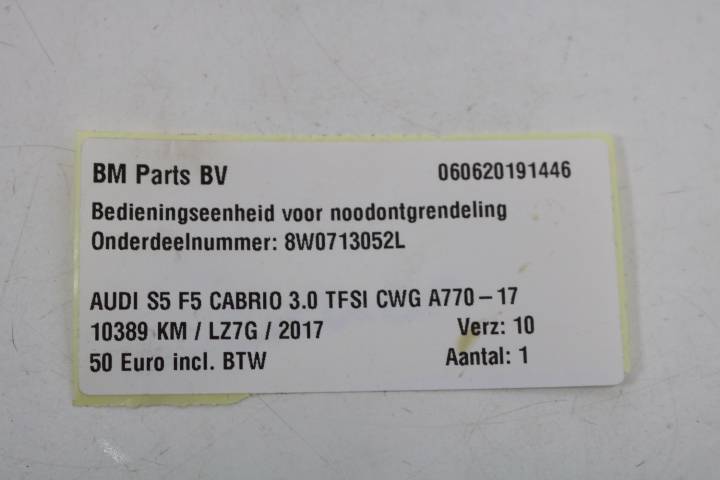 BM Parts BV 060620191446
Bedieningseenheid voor noodontgrendeling
Onderdeelnummer: 8W0713052L
AUDI S5 F5 CABRIO 3.0 TFSI CWG A770-17
10389 KM / LZ7G / 2017 Verz: 10
50 Euro incl. BTW Aantal: 1